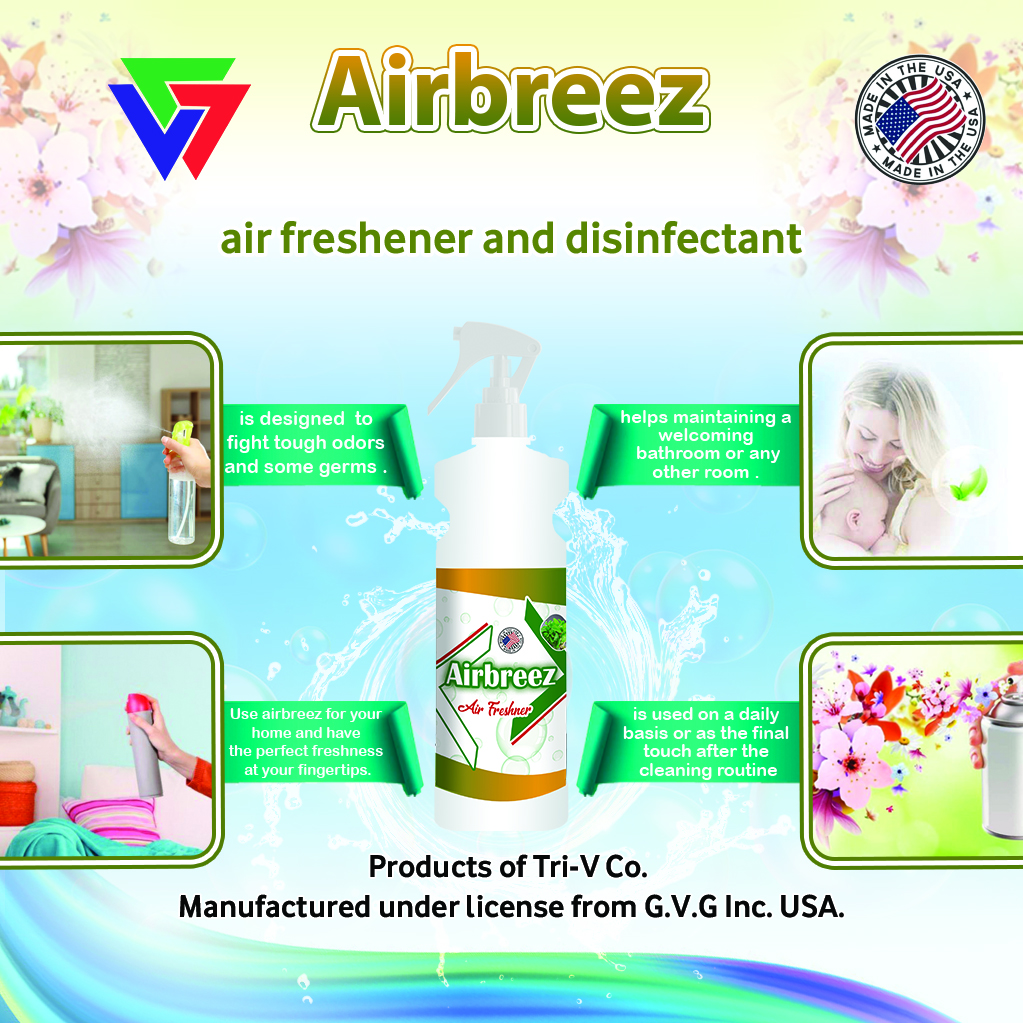 Airbreez
MADE IN THE USA
MADE IN THE USA
air freshener and disinfectant
is designed to
fight tough odors
and some germs .
helps maintaining a
welcoming
bathroom or any
other room .
Airbreez
Air Freshner
Use airbreez for your
home and have
the perfect freshness
at your fingertips.
is used on a daily
basis or as the final
touch after the
cleaning routine
Products of Tri-V Co.
Manufactured under license from G.V.G Inc. USA.